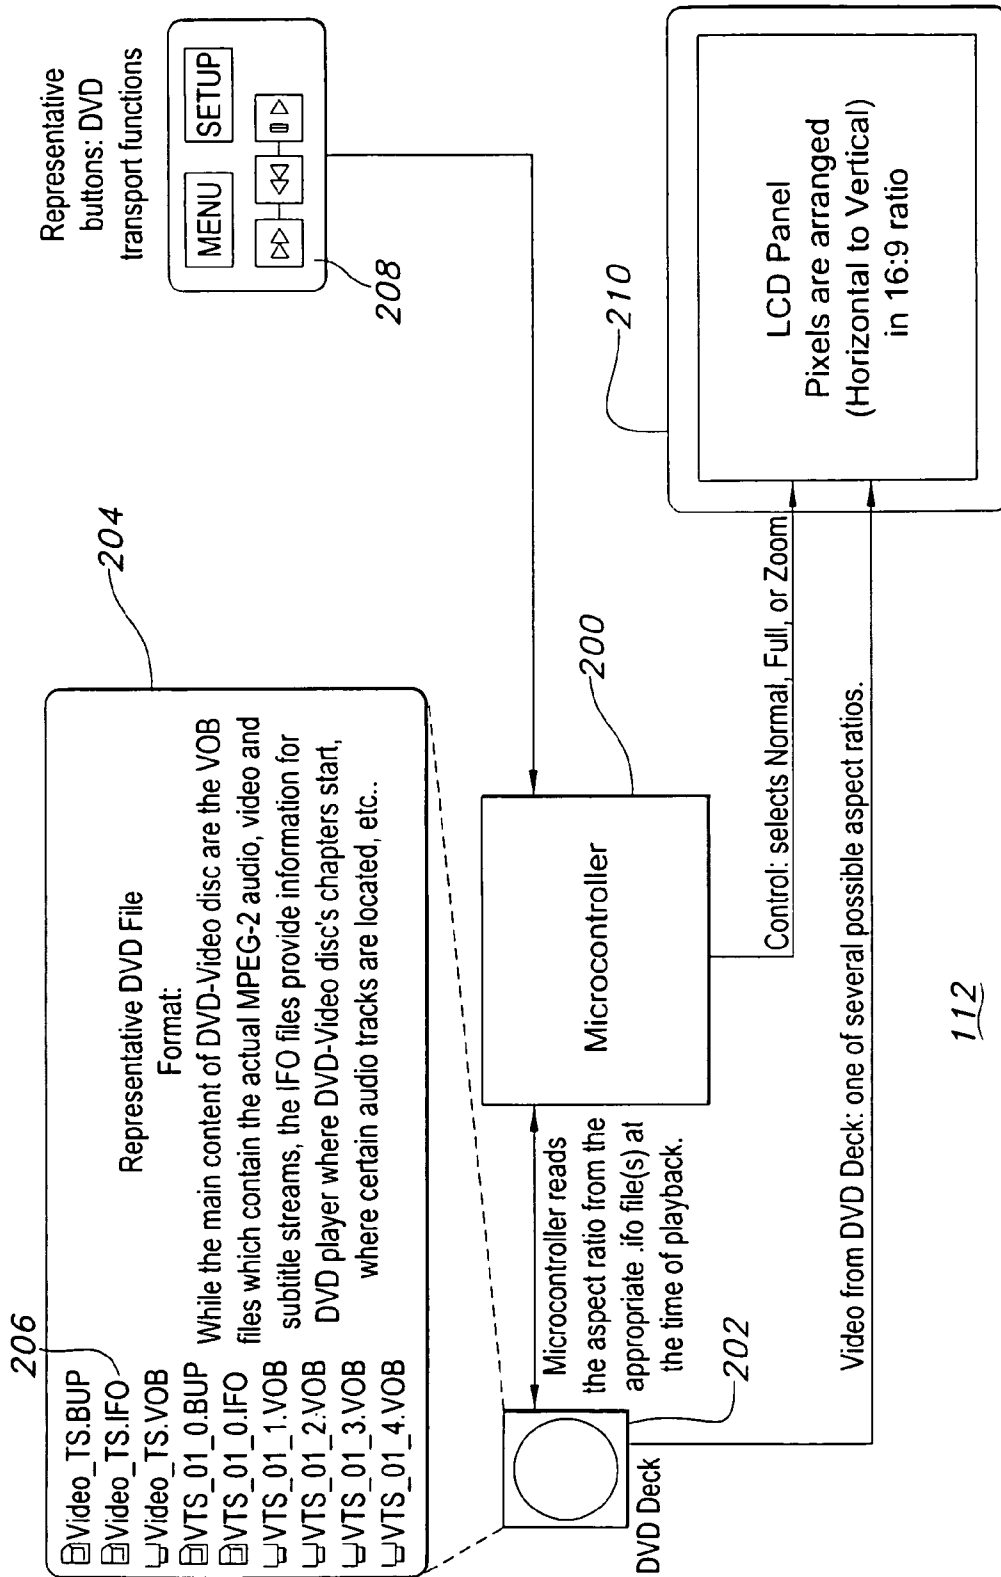 206
204
Video_TS.BUP
Video_TS.IFO
Video_TS.VOB
VTS_01_0.BUP
VTS_01_0.IFO
VTS_01_1.VOB
VTS_01_2.VOB
VTS_01_3.VOB
VTS_01_4.VOB
Representative DVD File
Format:
While the main content of DVD-Video disc are the VOB
files which contain the actual MPEG-2 audio, video and
subtitle streams, the IFO files provide information for
DVD player where DVD-Video disc's chapters start,
where certain audio tracks are located, etc..
Representative
buttons: DVD
transport functions
MENU
SETUP
208
DVD Deck
202
Microcontroller reads
the aspect ratio from the
appropriate .ifo file(s) at
the time of playback.
Microcontroller
200
Control: selects Normal, Full, or Zoom
Video from DVD Deck: one of several possible aspect ratios.
210
LCD Panel
Pixels are arranged
(Horizontal to Vertical)
in 16:9 ratio
112